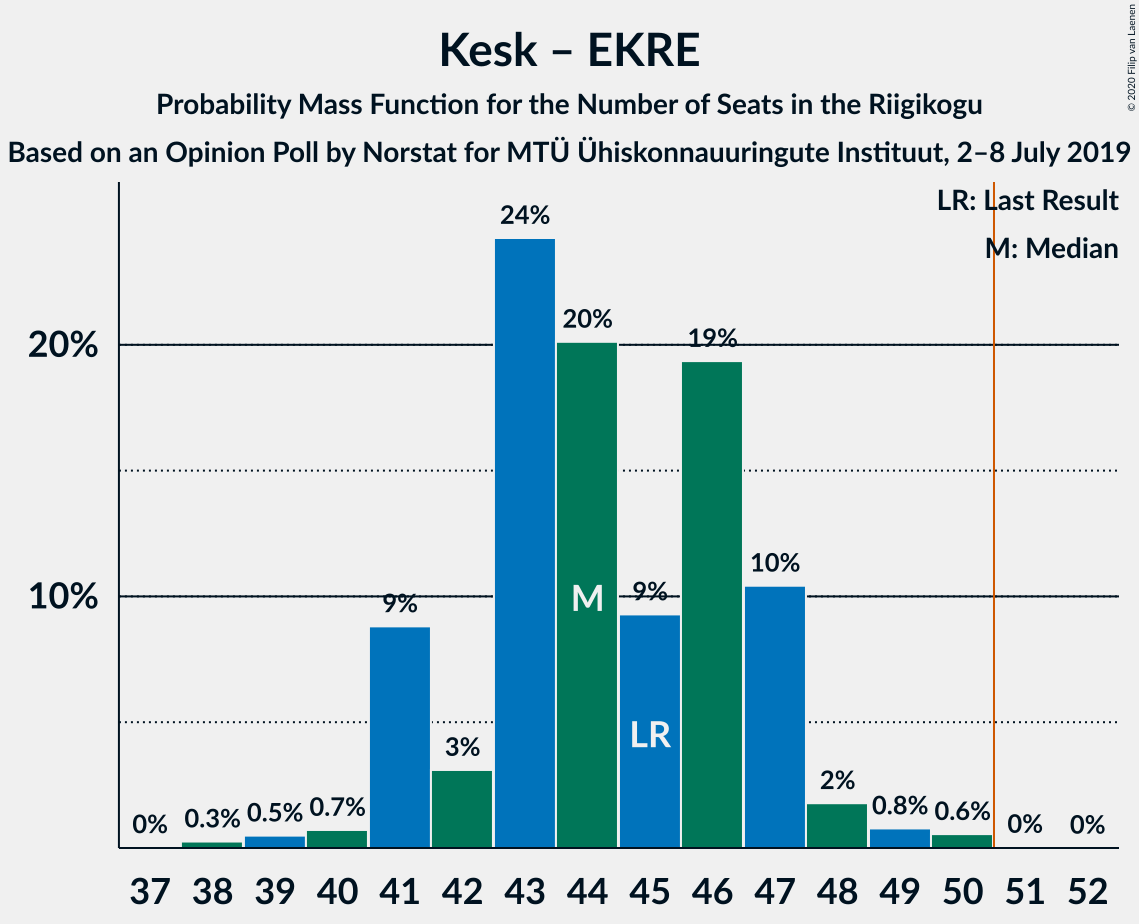 Kesk – EKRE
Probability Mass Function for the Number of Seats in the Riigikogu
Based on an Opinion Poll by Norstat for MTÜ Ühiskonnauuringute Instituut, 2–8 July 2019
© 2020 Filip van Laenen
LR: Last Result
M: Median
20%
10%
0% 0.3% 0.5% 0.7% 9% 3% 24% 20% 9% 19% 10% 2% 0.8% 0.6% 0% 0%
M
LR
37 38 39 40 41 42 43 44 45 46 47 48 49 50 51 52